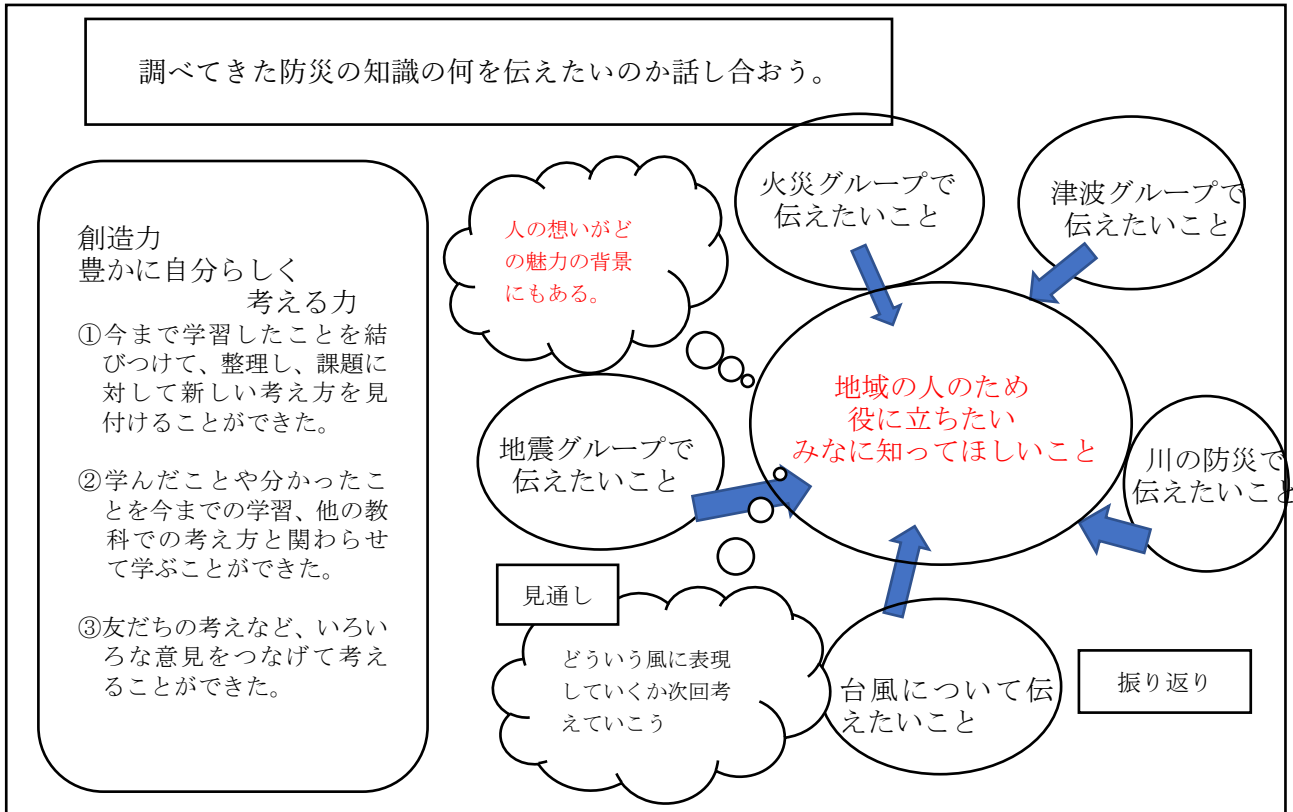 調べてきた防災の知識の何を伝えたいのか話し合おう。
創造力
豊かに自分らしく
考える力
①今まで学習したことを結
びつけて、整理し、課題に
対して新しい考え方を見
付けることができた。
②学んだことや分かったこ
とを今までの学習、他の教
科での考え方と関わらせ
て学ぶことができた。
③友だちの考えなど、いろい
ろな意見をつなげて考え
ることができた。
人の想いがど
の魅力の背景
にもある。
火災グループで
伝えたいこと
津波グループで
伝えたいこと
地震グループで
伝えたいこと
地域の人のため
役に立ちたい
みなに知ってほしいこと
川の防災で
伝えたいこと
見通し
どういう風に表現
していくか次回考
えていこう
台風について伝
えたいこと
振り返り